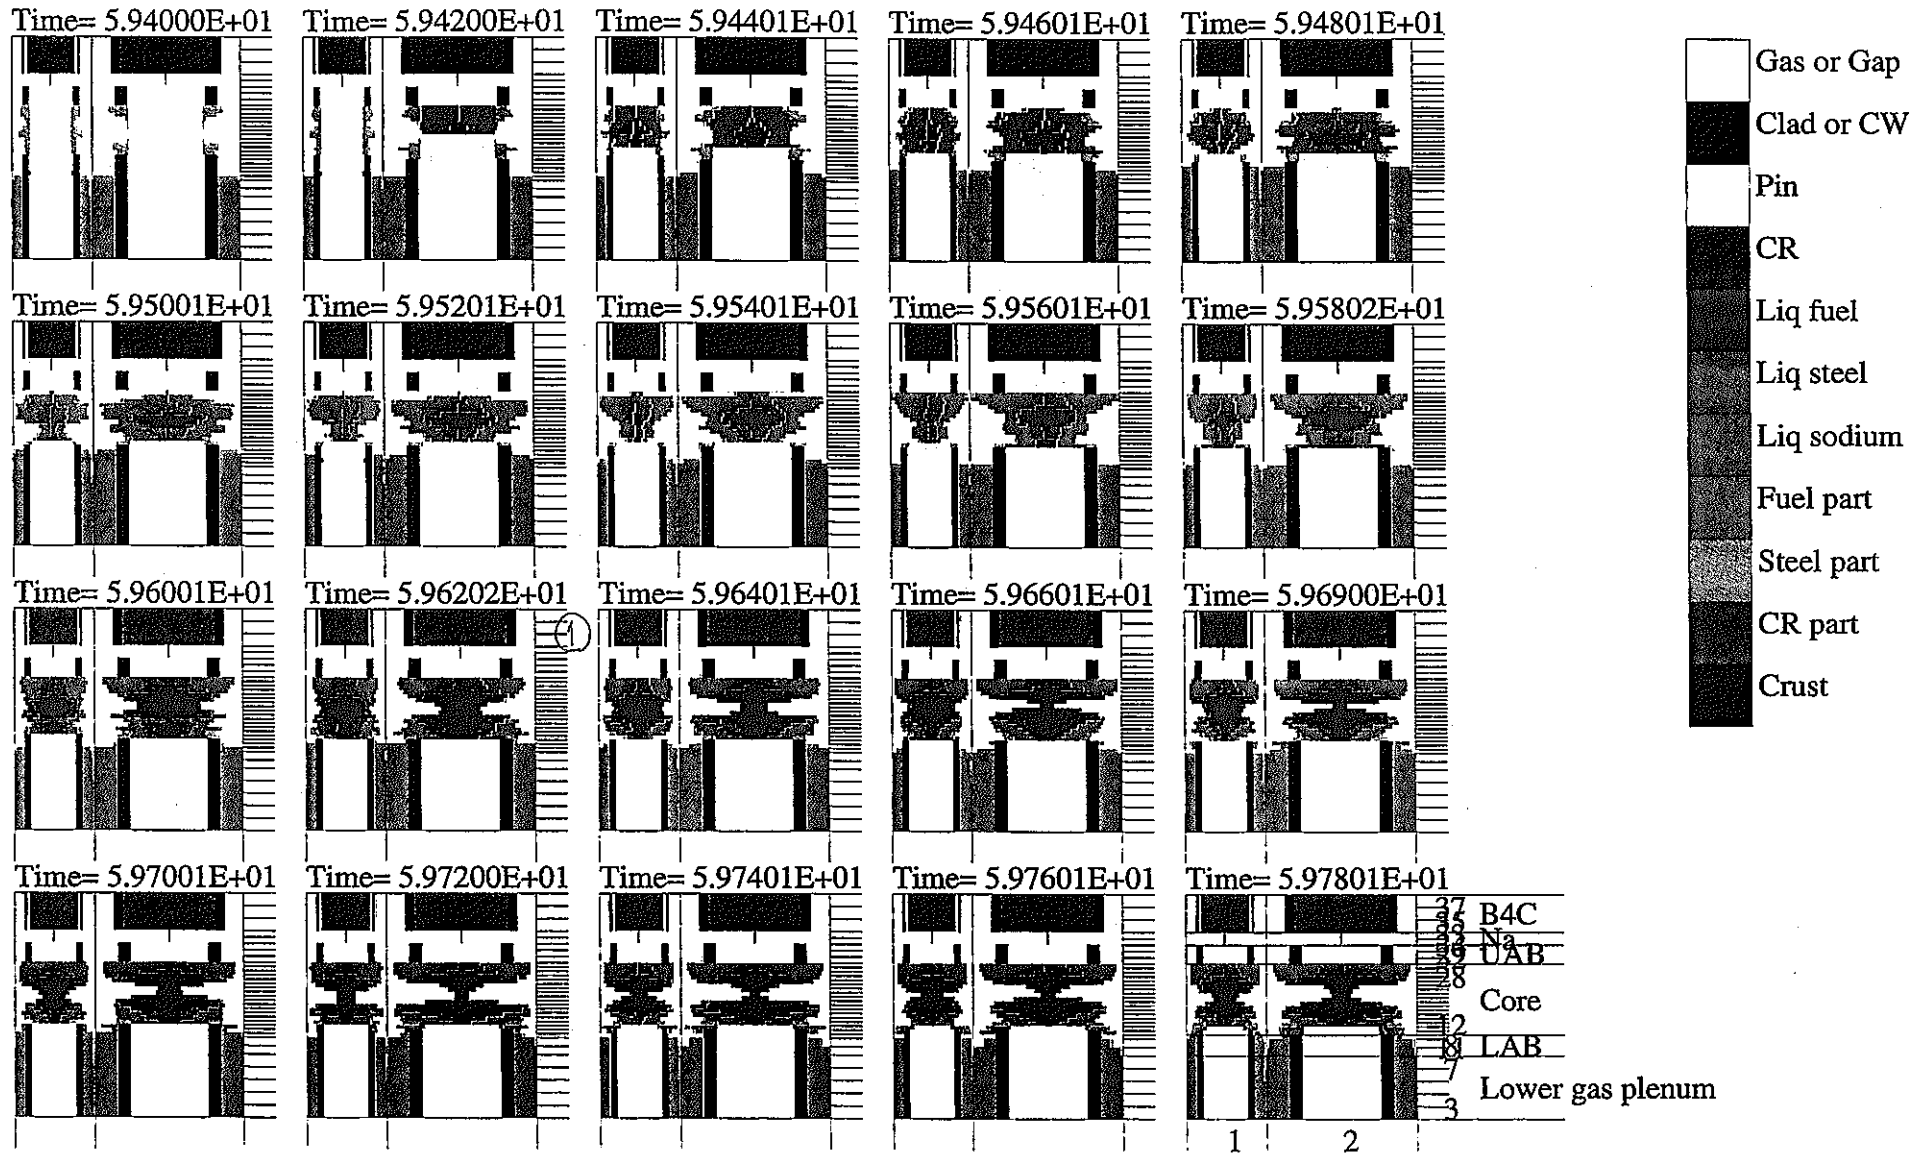 Time= 5.94000E+01
Time= 5.94200E+01
Time= 5.94401E+01
Time= 5.94601E+01
Time= 5.94801E+01
Gas or Gap
Clad or CW
Pin
CR
Liq fuel
Liq steel
Liq sodium
Fuel part
Steel part
CR part
Crust
Time= 5.95001E+01
Time= 5.95201E+01
Time= 5.95401E+01
Time= 5.95601E+01
Time= 5.95802E+01
Time= 5.96001E+01
Time= 5.96202E+01
1
Time= 5.96401E+01
Time= 5.96601E+01
Time= 5.96900E+01
Time= 5.97001E+01
Time= 5.97200E+01
Time= 5.97401E+01
Time= 5.97601E+01
Time= 5.97801E+01
37
B4C
Na
UAB
28
Core
12
LAB
7
Lower gas plenum
3
1
2